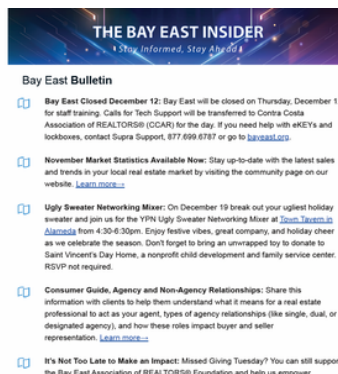 THE BAY EAST INSIDER
Stay Informed, Stay Ahead
Bay East Bulletin
Bay East Closed December 12: Bay East will be closed on Thursday, December 1
for staff training. Calls for Tech Support will be transferred to Contra Costa
Association of REALTORS® (CCAR) for the day. If you need help with eKEYs and
lockboxes, contact Supra Support, 877.699.6787 or go to bayeast.org.
November Market Statistics Available Now: Stay up-to-date with the latest sales
and trends in your local real estate market by visiting the community page on our
website. Learn more→
Ugly Sweater Networking Mixer: On December 19 break out your ugliest holiday
sweater and join us for the YPN Ugly Sweater Networking Mixer at Town Tavern in
Alameda from 4:30-6:30pm. Enjoy festive vibes, great company, and holiday cheer
as we celebrate the season. Don't forget to bring an unwrapped toy to donate to
Saint Vincent's Day Home, a nonprofit child development and family service center.
RSVP not required.
Consumer Guide, Agency and Non-Agency Relationships: Share this
information with clients to help them understand what it means for a real estate
professional to act as your agent, types of agency relationships (like single, dual, or
designated agency), and how these roles impact buyer and seller
representation. Learn more→
It's Not Too Late to Make an Impact: Missed Giving Tuesday? You can still suppor
the Bay East Association of REALTORS® Foundation and help us empower